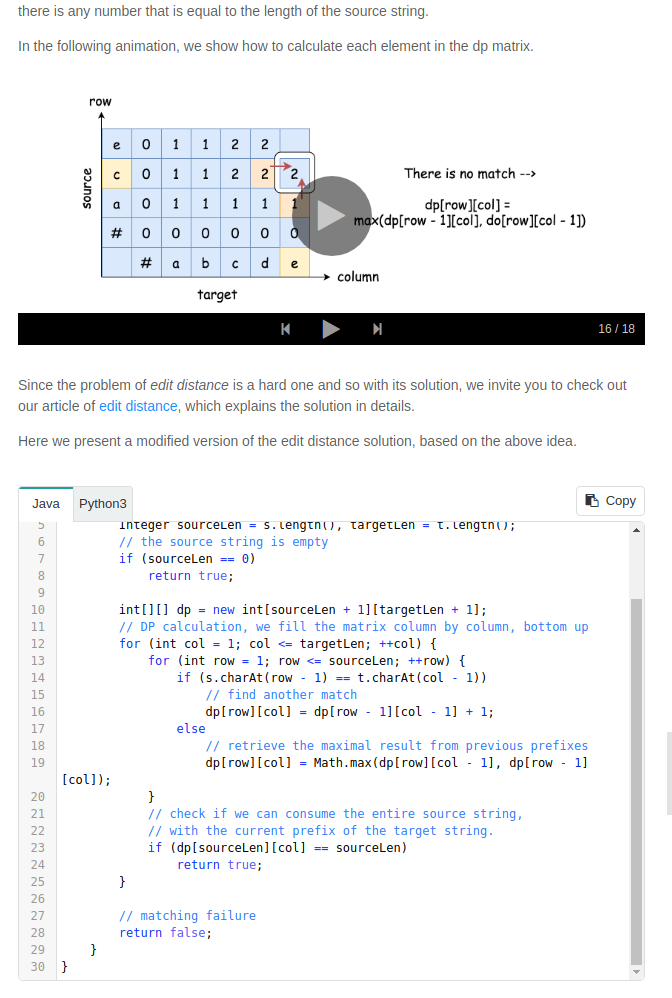 there is any number that is equal to the length of the source string.
In the following animation, we show how to calculate each element in the dp matrix.
row
e 0 1 1 2 2
c 0 1 1 2 2 2
a 0 1 1 1 1 1
# 0 0 0 0 0 0
# a b c d e
source
column
target
There is no match -->
dp[row][col] =
max(dp[row - 1][col], do[row][col - 1])
16 / 18
Since the problem of edit distance is a hard one and so with its solution, we invite you to check out
our article of edit distance, which explains the solution in details.
Here we present a modified version of the edit distance solution, based on the above idea.
Java Python3 Copy
5 Integer sourceLen = s.length(), targetLen = t.length();
6 // the source string is empty
7 if (sourceLen == 0)
8 return true;
9
10 int[][] dp = new int[sourceLen + 1][targetLen + 1];
11 // DP calculation, we fill the matrix column by column, bottom up
12 for (int col = 1; col <= targetLen; ++col) {
13 for (int row = 1; row <= sourceLen; ++row) {
14 if (s.charAt(row - 1) == t.charAt(col - 1))
15 // find another match
16 dp[row][col] = dp[row - 1][col - 1] + 1;
17 else
18 // retrieve the maximal result from previous prefixes
19 dp[row][col] = Math.max(dp[row][col - 1], dp[row - 1]
[col]);
20 }
21 // check if we can consume the entire source string,
22 // with the current prefix of the target string.
23 if (dp[sourceLen][col] == sourceLen)
24 return true;
25 }
26
27 // matching failure
28 return false;
29 }
30 }